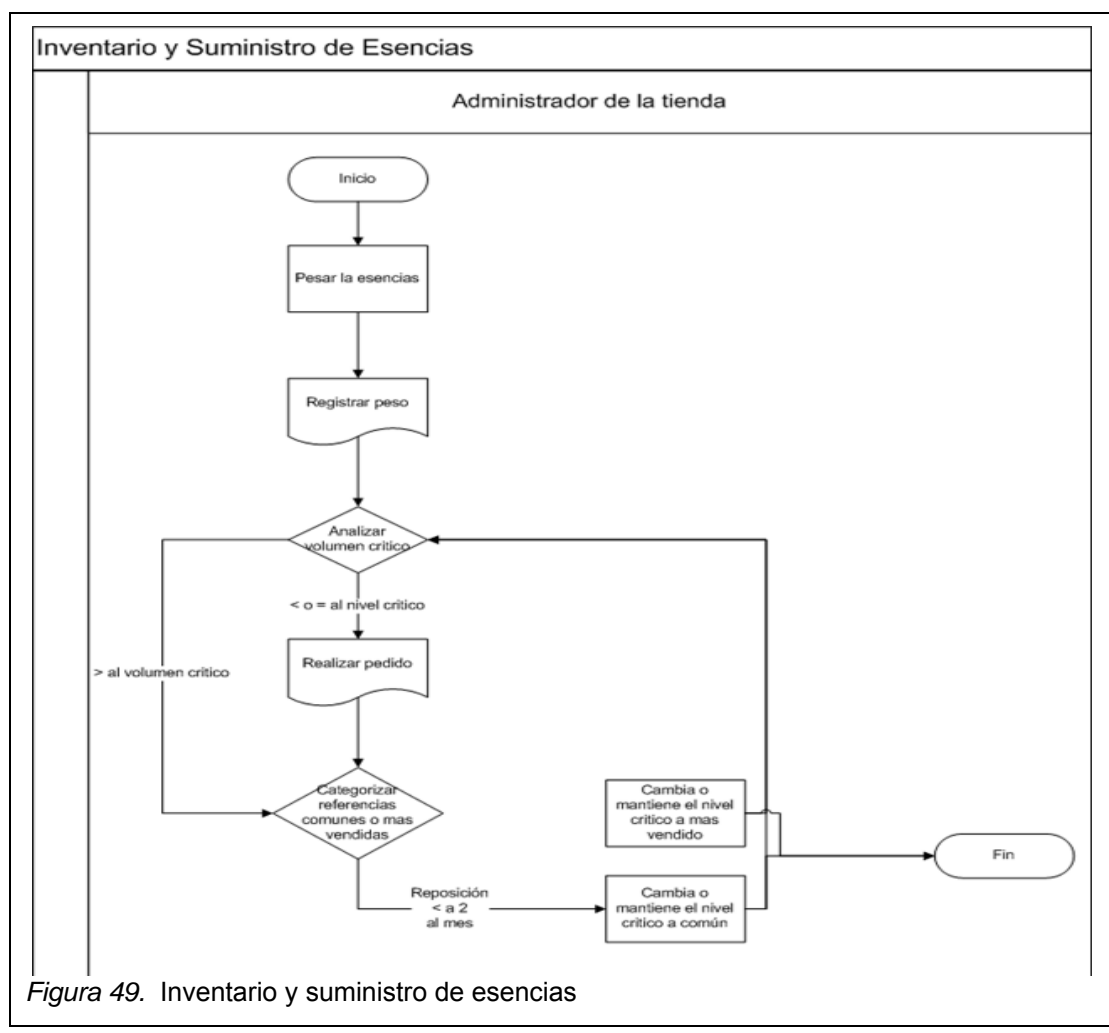 Inventario y Suministro de Esencias
Administrador de la tienda
Inicio
Pesar la esencias
Registrar peso
Analizar
volumen critico
< o = al nivel critico
Realizar pedido
> al volumen critico
Categorizar
referencias
comunes o mas
vendidas
Cambia o
mantiene el nivel
critico a mas
vendido
Fin
Reposición
< a 2
al mes
Cambia o
mantiene el nivel
critico a común
Figura 49. Inventario y suministro de esencias